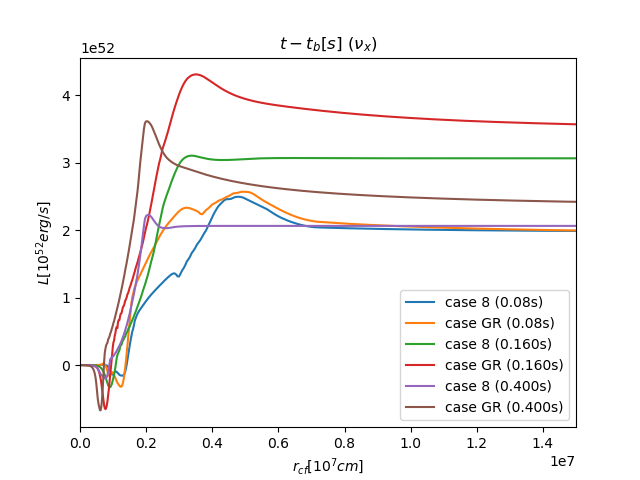 t − t_b[s] (ν_x)
1e52
4
3
2
1
0
L[10^52 erg/s]
case 8 (0.08s)
case GR (0.08s)
case 8 (0.160s)
case GR (0.160s)
case 8 (0.400s)
case GR (0.400s)
0.0 0.2 0.4 0.6 0.8 1.0 1.2 1.4
1e7
r_cf[10^7 cm]